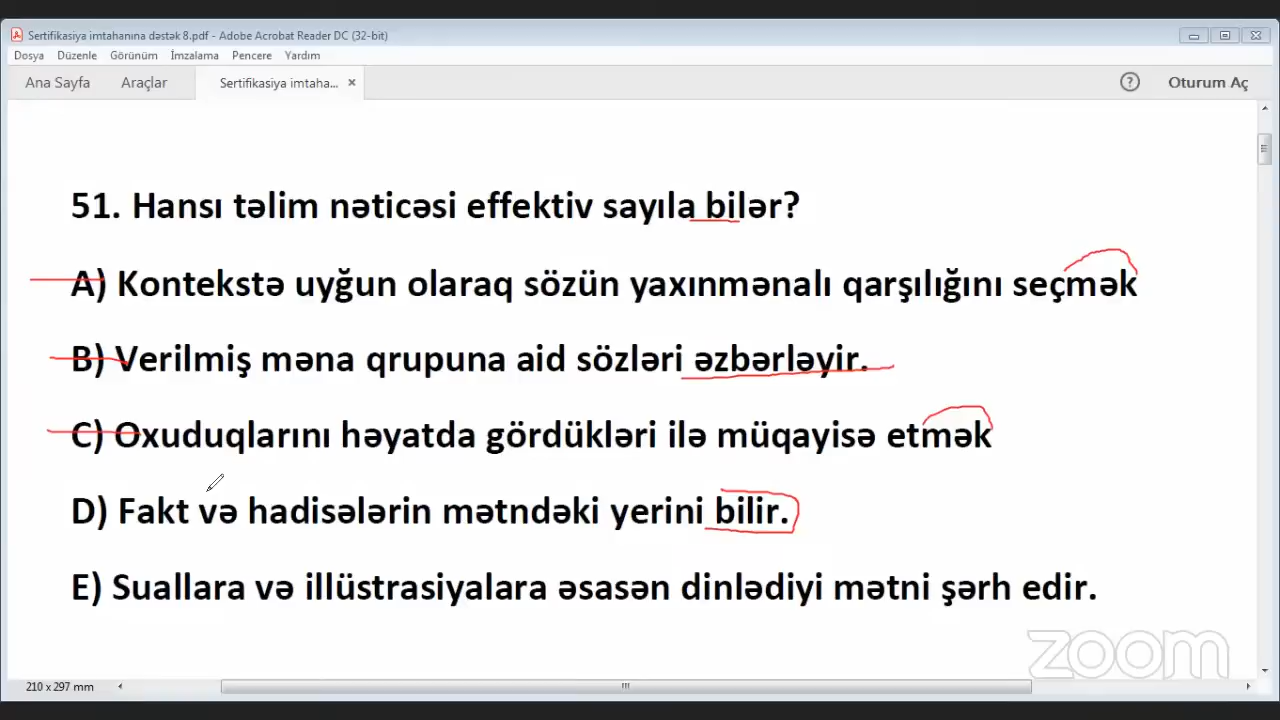 Sertifikasiya imtahanına dəstək 8.pdf - Adobe Acrobat Reader DC (32-bit)
Dosya Düzenle Görünüm İmzalama Pencere Yardım
Ana Sayfa Araçlar Sertifikasiya imtaha... × ? Oturum Aç
51. Hansı təlim nəticəsi effektiv sayıla bilər?
A) Kontekstə uyğun olaraq sözün yaxınmənalı qarşılığını seçmək
B) Verilmiş məna qrupuna aid sözləri əzbərləyir.
C) Oxuduqlarını həyatda gördükləri ilə müqayisə etmək
D) Fakt və hadisələrin mətndəki yerini bilir.
E) Suallara və illüstrasiyalara əsasən dinlədiyi mətni şərh edir.
zoom
210 x 297 mm